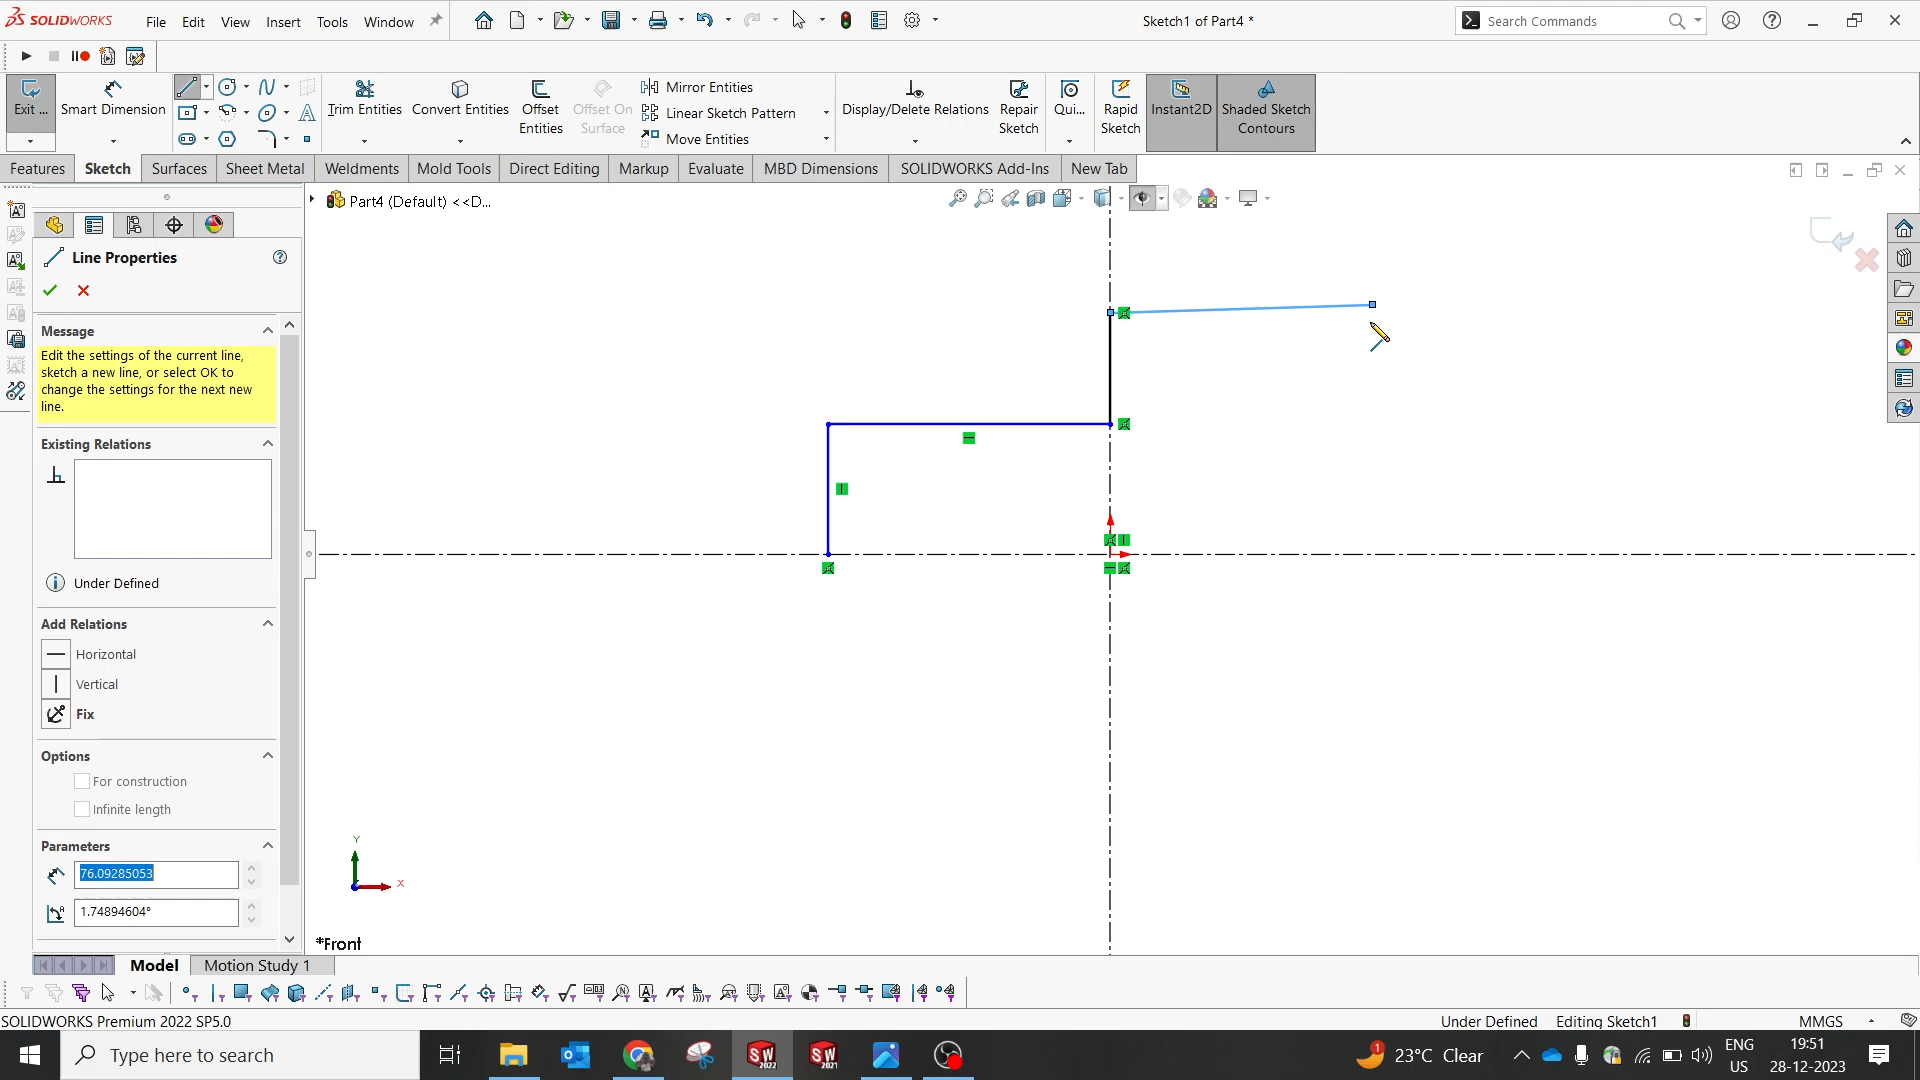 SOLIDWORKS
File Edit View Insert Tools Window
Sketch1 of Part4 *
Search Commands
Exit ...
Smart Dimension
Trim Entities
Convert Entities
Offset Entities
Offset On Surface
Mirror Entities
Linear Sketch Pattern
Move Entities
Display/Delete Relations
Repair Sketch
Qui...
Rapid Sketch
Instant2D
Shaded Sketch Contours
Features Sketch Surfaces Sheet Metal Weldments Mold Tools Direct Editing Markup Evaluate MBD Dimensions SOLIDWORKS Add-Ins New Tab
Part4 (Default) <<D...
Line Properties
Message
Edit the settings of the current line,
sketch a new line, or select OK to
change the settings for the next new
line.
Existing Relations
Under Defined
Add Relations
Horizontal
Vertical
Fix
Options
For construction
Infinite length
Parameters
76.09285053
1.74894604°
Y
X
*Front
Model Motion Study 1
SOLIDWORKS Premium 2022 SP5.0
Under Defined Editing Sketch1 MMGS
Type here to search
SW
2022
SW
2021
1
23°C Clear
ENG
US
19:51
28-12-2023